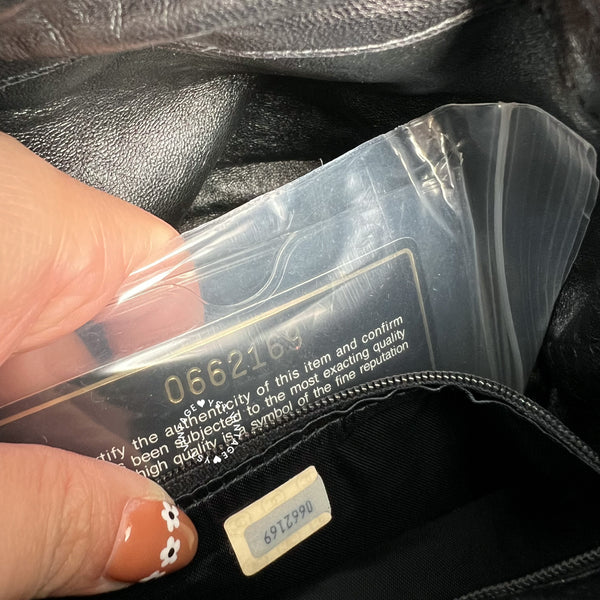 0662169
tify the authenticity of this item and confirm
been subjected to the most exacting quality
high quality is a symbol of the fine reputation
0662169